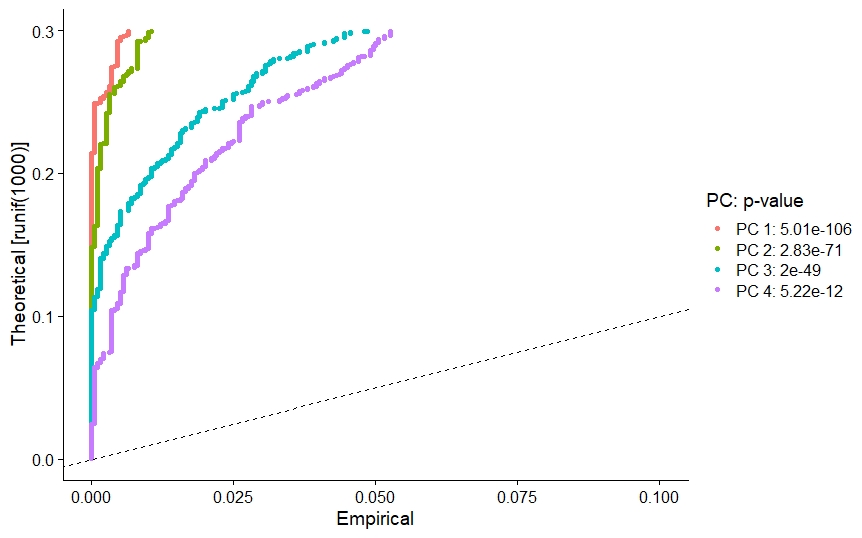 0.3
0.2
0.1
0.0
Theoretical [runif(1000)]
0.000 0.025 0.050 0.075 0.100
Empirical
PC: p-value
PC 1: 5.01e-106
PC 2: 2.83e-71
PC 3: 2e-49
PC 4: 5.22e-12